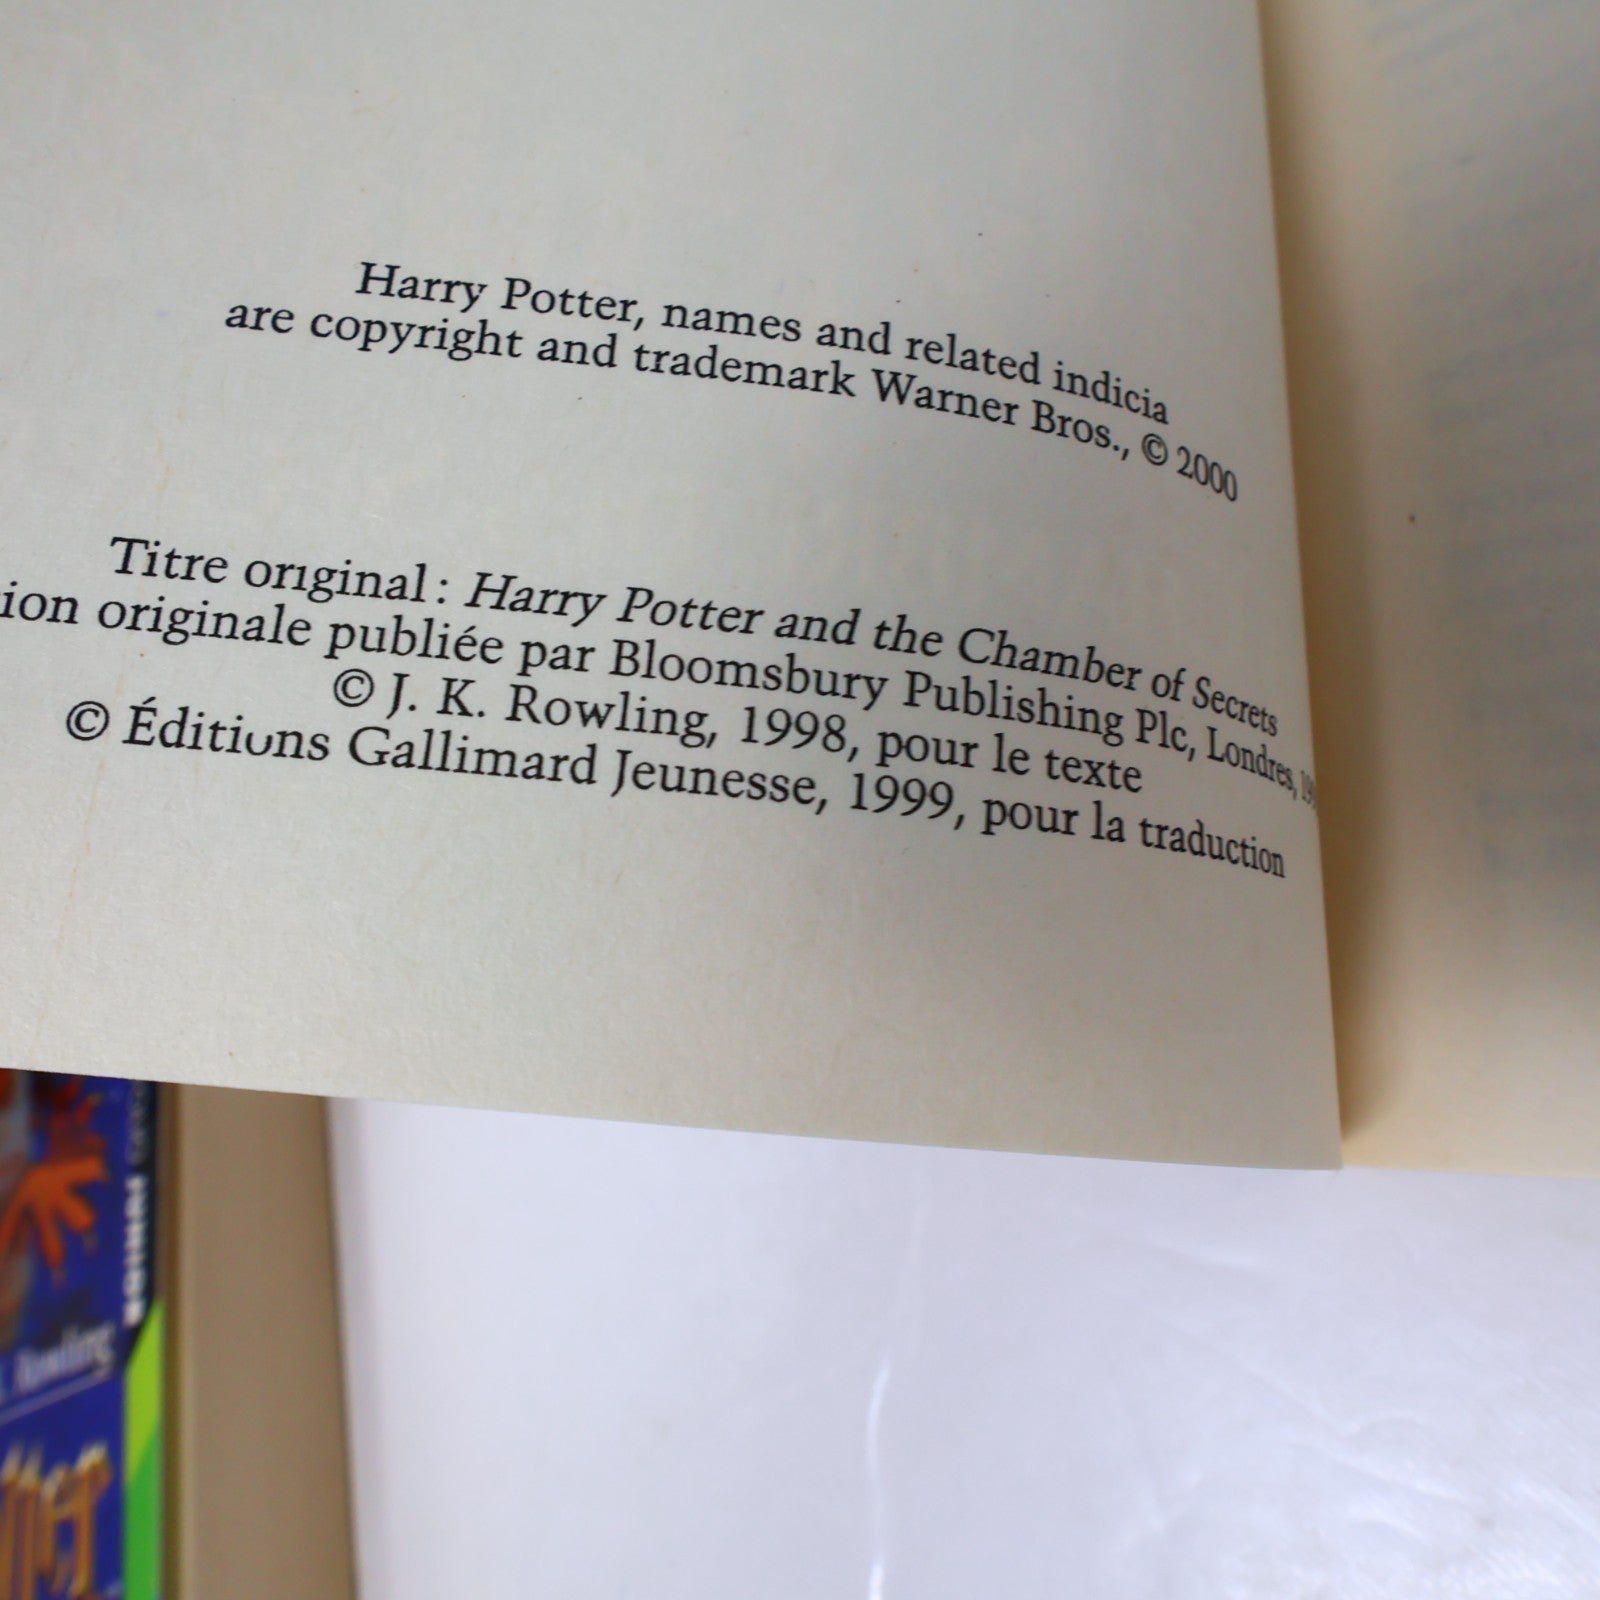 Harry Potter, names and related indicia
are copyright and trademark Warner Bros., © 2000
Titre original : Harry Potter and the Chamber of Secrets
originale publiée par Bloomsbury Publishing Plc, Londres,
© J. K. Rowling, 1998, pour le texte
© Éditions Gallimard Jeunesse, 1999, pour la traduction
Rowling